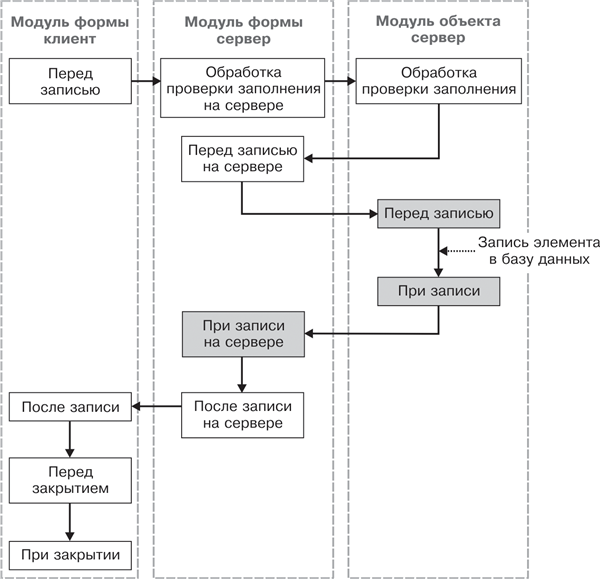 Модуль формы
клиент
Модуль формы
сервер
Модуль объекта
сервер
Перед
записью
Обработка
проверки заполнения
на сервере
Обработка
проверки заполнения
Перед записью
на сервере
Перед записью
Запись элемента
в базу данных
При записи
При записи
на сервере
После записи
на сервере
После записи
Перед
закрытием
При закрытии